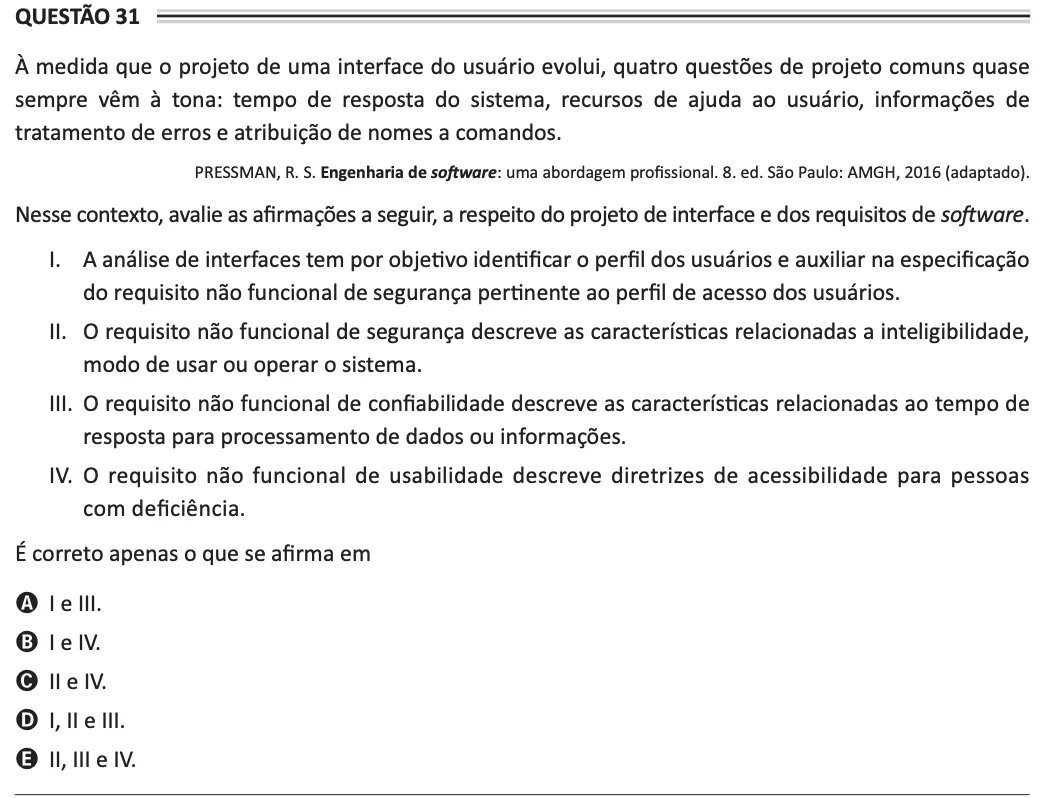 QUESTÃO 31
À medida que o projeto de uma interface do usuário evolui, quatro questões de projeto comuns quase
sempre vêm à tona: tempo de resposta do sistema, recursos de ajuda ao usuário, informações de
tratamento de erros e atribuição de nomes a comandos.
PRESSMAN, R. S. Engenharia de software: uma abordagem profissional. 8. ed. São Paulo: AMGH, 2016 (adaptado).
Nesse contexto, avalie as afirmações a seguir, a respeito do projeto de interface e dos requisitos de software.
I. A análise de interfaces tem por objetivo identificar o perfil dos usuários e auxiliar na especificação
do requisito não funcional de segurança pertinente ao perfil de acesso dos usuários.
II. O requisito não funcional de segurança descreve as características relacionadas a inteligibilidade,
modo de usar ou operar o sistema.
III. O requisito não funcional de confiabilidade descreve as características relacionadas ao tempo de
resposta para processamento de dados ou informações.
IV. O requisito não funcional de usabilidade descreve diretrizes de acessibilidade para pessoas
com deficiência.
É correto apenas o que se afirma em
A I e III.
B I e IV.
C II e IV.
D I, II e III.
E II, III e IV.